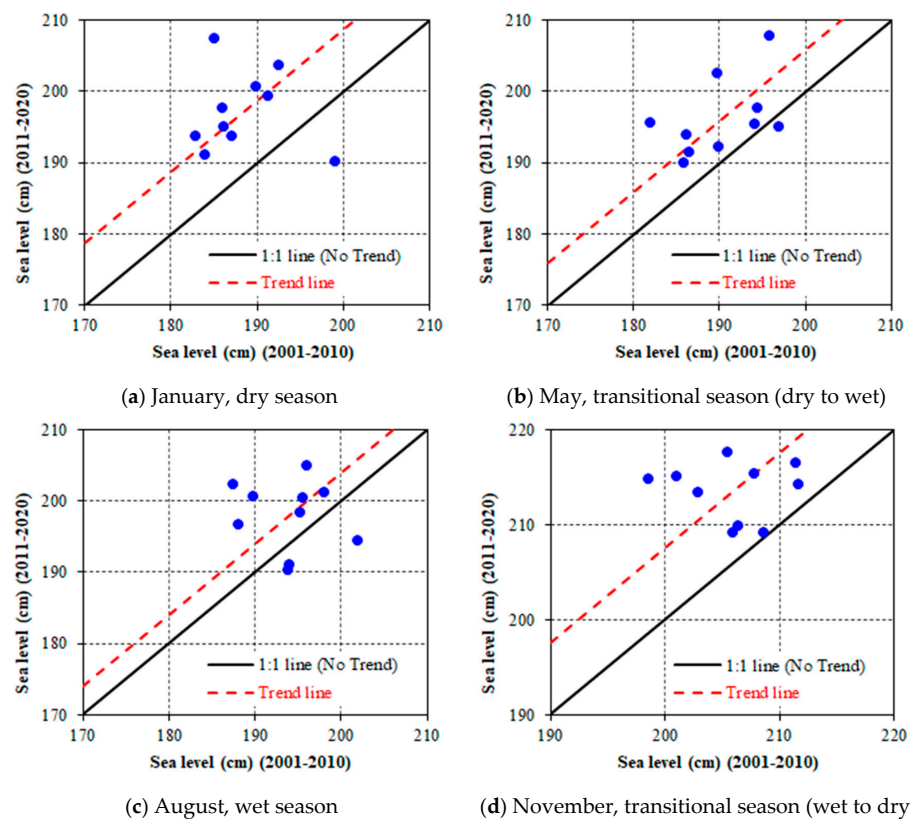 210
200
190
180
170
Sea level (cm) (2011-2020)
1:1 line (No Trend)
Trend line
170 180 190 200 210
Sea level (cm) (2001-2010)
(a) January, dry season
210
200
190
180
170
Sea level (cm) (2011-2020)
1:1 line (No Trend)
Trend line
170 180 190 200 210
Sea level (cm) (2001-2010)
(b) May, transitional season (dry to wet)
210
200
190
180
170
Sea level (cm) (2011-2020)
1:1 line (No Trend)
Trend line
170 180 190 200 210
Sea level (cm) (2001-2010)
(c) August, wet season
220
210
200
190
Sea level (cm) (2011-2020)
1:1 line (No Trend)
Trend line
190 200 210 220
Sea level (cm) (2001-2010)
(d) November, transitional season (wet to dry